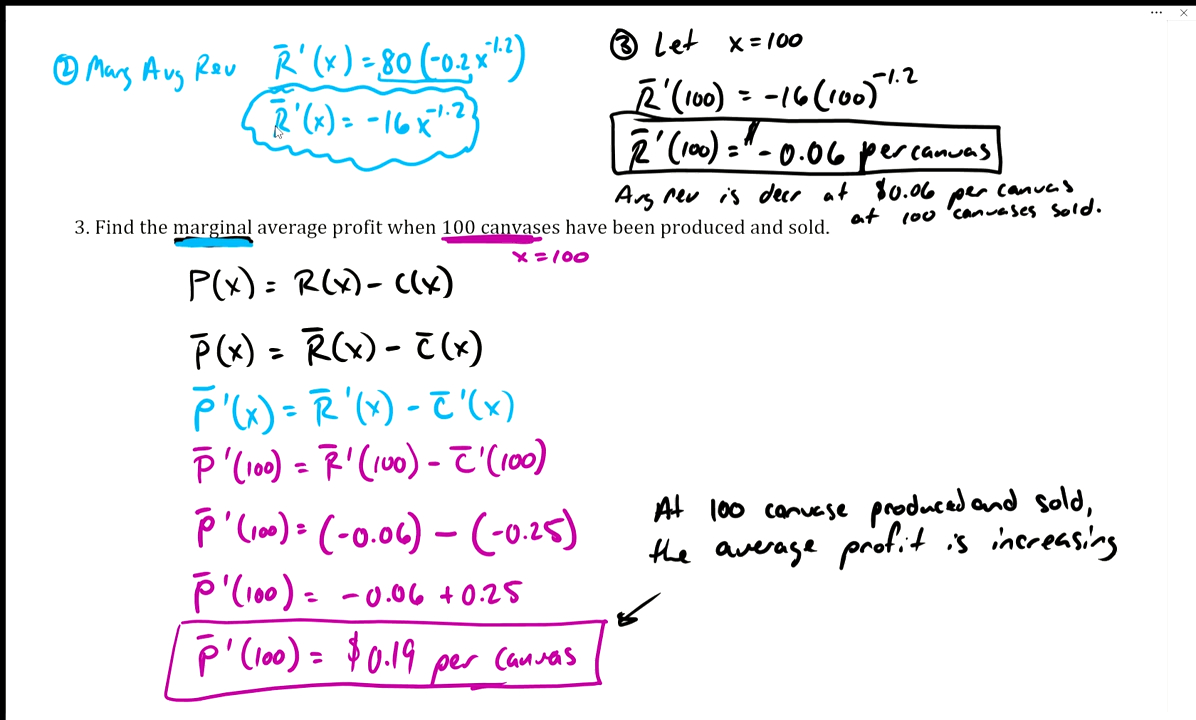 ② Marg Avg Rev R̄'(x) = 80(-0.2x^-1.2)
R̄'(x) = -16x^-1.2
③ Let x = 100
R̄'(100) = -16(100)^-1.2
R̄'(100) = $ -0.06 per canvas
Avg rev is decr at $0.06 per canvas
at 100 canvases sold.
3. Find the marginal average profit when 100 canvases have been produced and sold.
x = 100
P(x) = R(x) - C(x)
P̄(x) = R̄(x) - C̄(x)
P̄'(x) = R̄'(x) - C̄'(x)
P̄'(100) = R̄'(100) - C̄'(100)
P̄'(100) = (-0.06) - (-0.25)
P̄'(100) = -0.06 + 0.25
P̄'(100) = $0.19 per canvas
At 100 canvase produced and sold,
the average profit is increasing